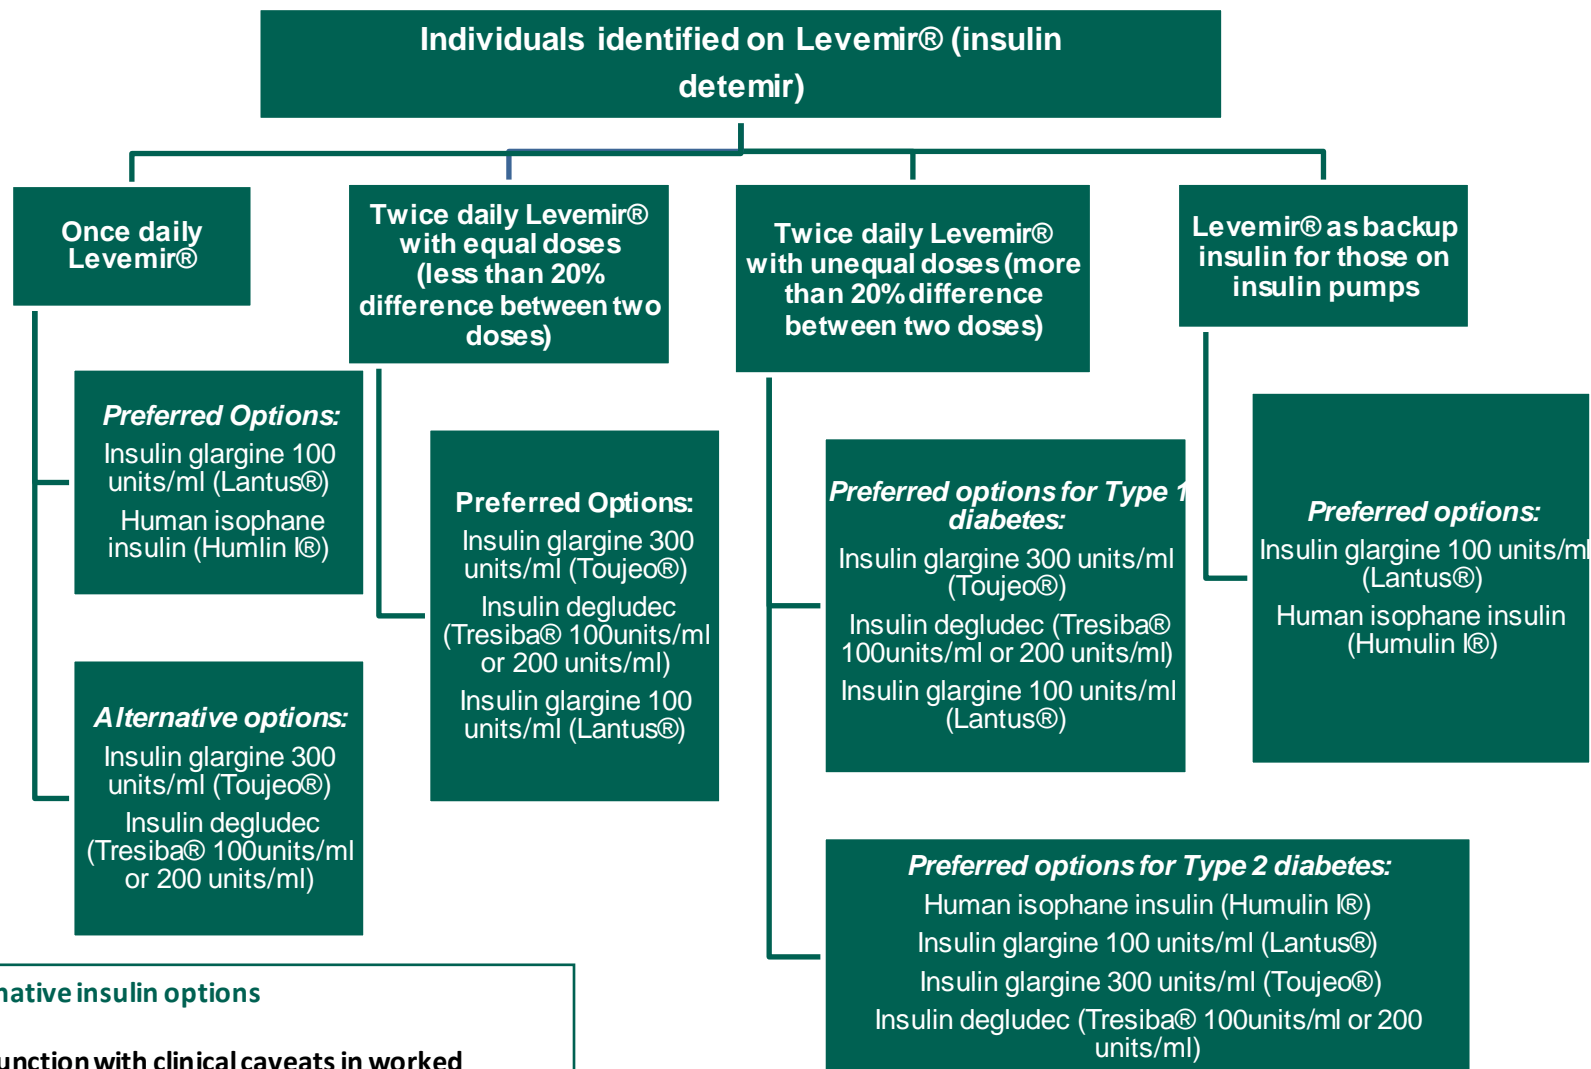 Individuals identified on Levemir® (insulin
detemir)
Once daily
Levemir®
Preferred Options:
Insulin glargine 100
units/ml (Lantus®)
Human isophane
insulin (Humlin I®)
Alternative options:
Insulin glargine 300
units/ml (Toujeo®)
Insulin degludec
(Tresiba® 100units/ml
or 200 units/ml)
Twice daily Levemir®
with equal doses
(less than 20%
difference between two
doses)
Preferred Options:
Insulin glargine 300
units/ml (Toujeo®)
Insulin degludec
(Tresiba® 100units/ml
or 200 units/ml)
Insulin glargine 100
units/ml (Lantus®)
Twice daily Levemir®
with unequal doses (more
than 20% difference
between two doses)
Preferred options for Type 1
diabetes:
Insulin glargine 300 units/ml
(Toujeo®)
Insulin degludec (Tresiba®
100units/ml or 200 units/ml)
Insulin glargine 100 units/ml
(Lantus®)
Preferred options for Type 2 diabetes:
Human isophane insulin (Humulin I®)
Insulin glargine 100 units/ml (Lantus®)
Insulin glargine 300 units/ml (Toujeo®)
Insulin degludec (Tresiba® 100units/ml or 200
units/ml)
Levemir® as backup
insulin for those on
insulin pumps
Preferred options:
Insulin glargine 100 units/ml
(Lantus®)
Human isophane insulin
(Humulin I®)
native insulin options
unction with clinical caveats in worked